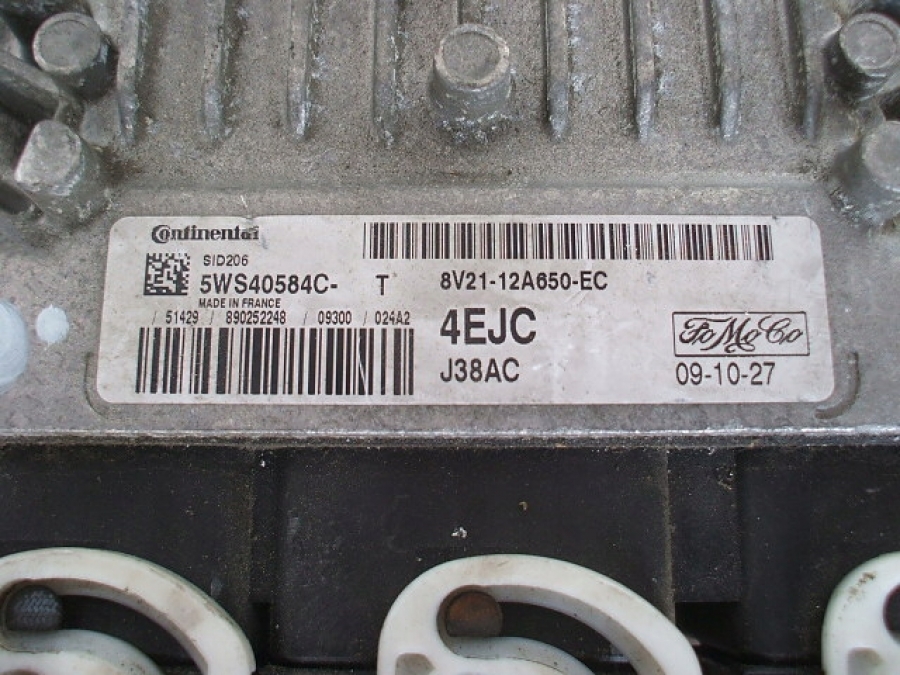 Continental
SID206
5WS40584C- T
MADE IN FRANCE
/ 51429 / 890252248 / 09300 / 024A2
8V21-12A650-EC
4EJC
J38AC
FoMoCo
09-10-27